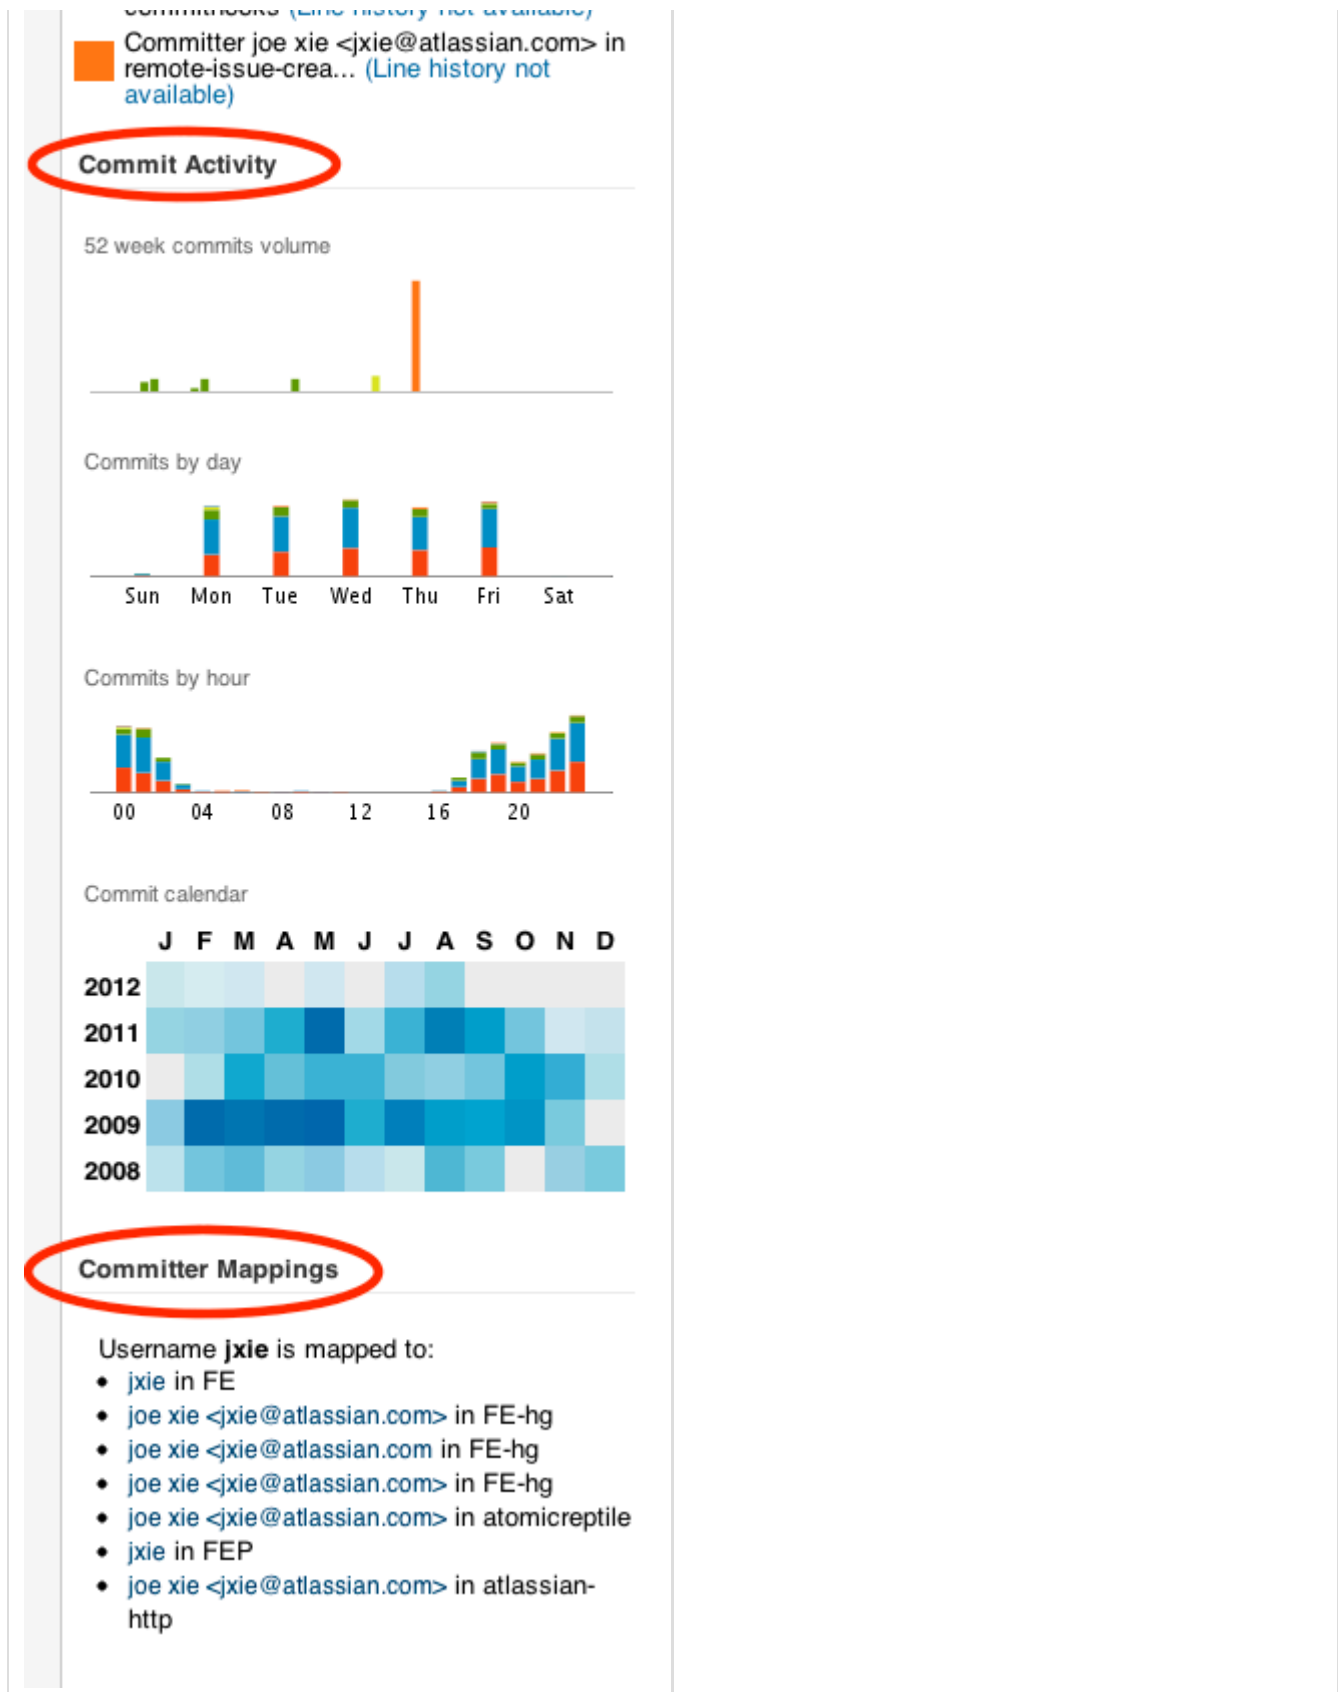 commithooks (Line history not available)
Committer joe xie <jxie@atlassian.com> in
remote-issue-crea... (Line history not
available)
Commit Activity
52 week commits volume
Commits by day
Sun Mon Tue Wed Thu Fri Sat
Commits by hour
00 04 08 12 16 20
Commit calendar
J F M A M J J A S O N D
2012
2011
2010
2009
2008
Committer Mappings
Username jxie is mapped to:
• jxie in FE
• joe xie <jxie@atlassian.com> in FE-hg
• joe xie <jxie@atlassian.com in FE-hg
• joe xie <jxie@atlassian.com> in FE-hg
• joe xie <jxie@atlassian.com> in atomicreptile
• jxie in FEP
• joe xie <jxie@atlassian.com> in atlassian-
http